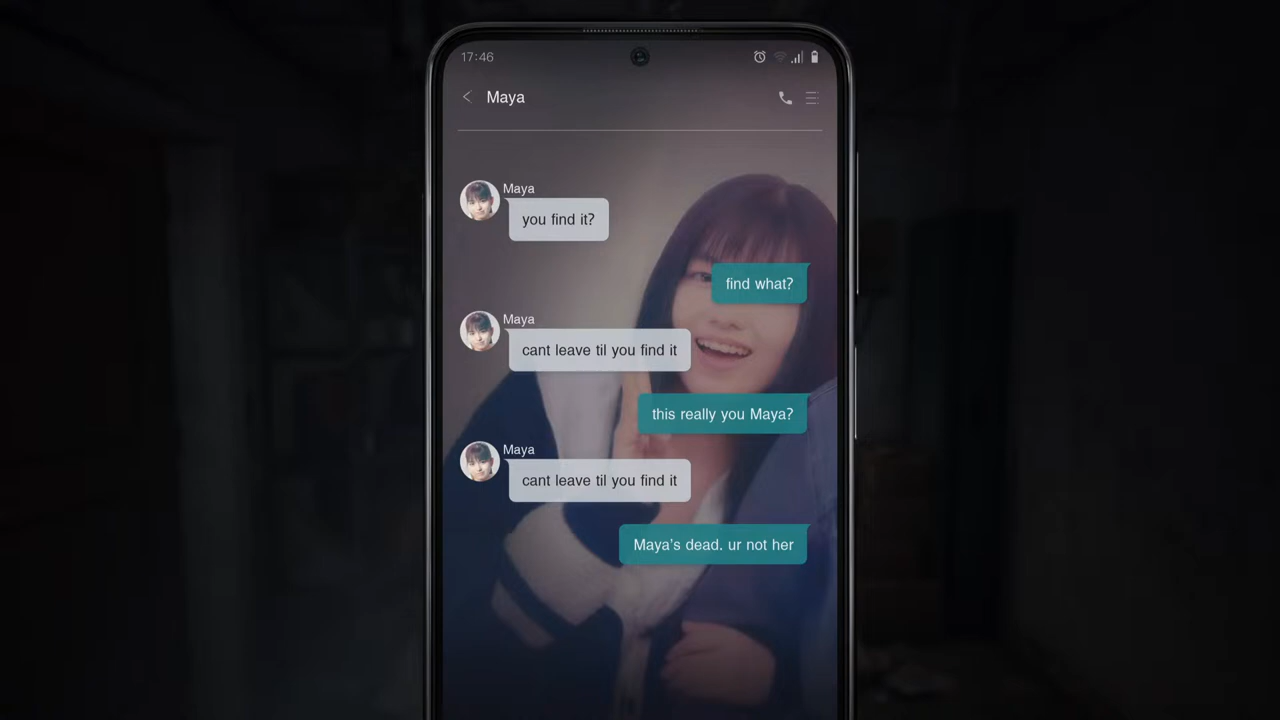 17:46
Maya
Maya
you find it?
find what?
Maya
cant leave til you find it
this really you Maya?
Maya
cant leave til you find it
Maya's dead. ur not her